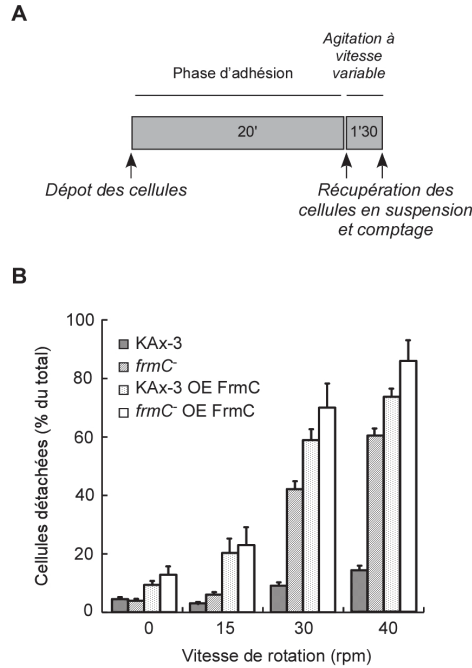 A
Agitation à
vitesse
variable
Phase d'adhésion
20'
1'30
Dépot des cellules
Récupération des
cellules en suspension
et comptage
B
Cellules détachées (% du total)
100
80
60
40
20
0
KAx-3
frmC-
KAx-3 OE FrmC
frmC- OE FrmC
0
15
30
40
Vitesse de rotation (rpm)